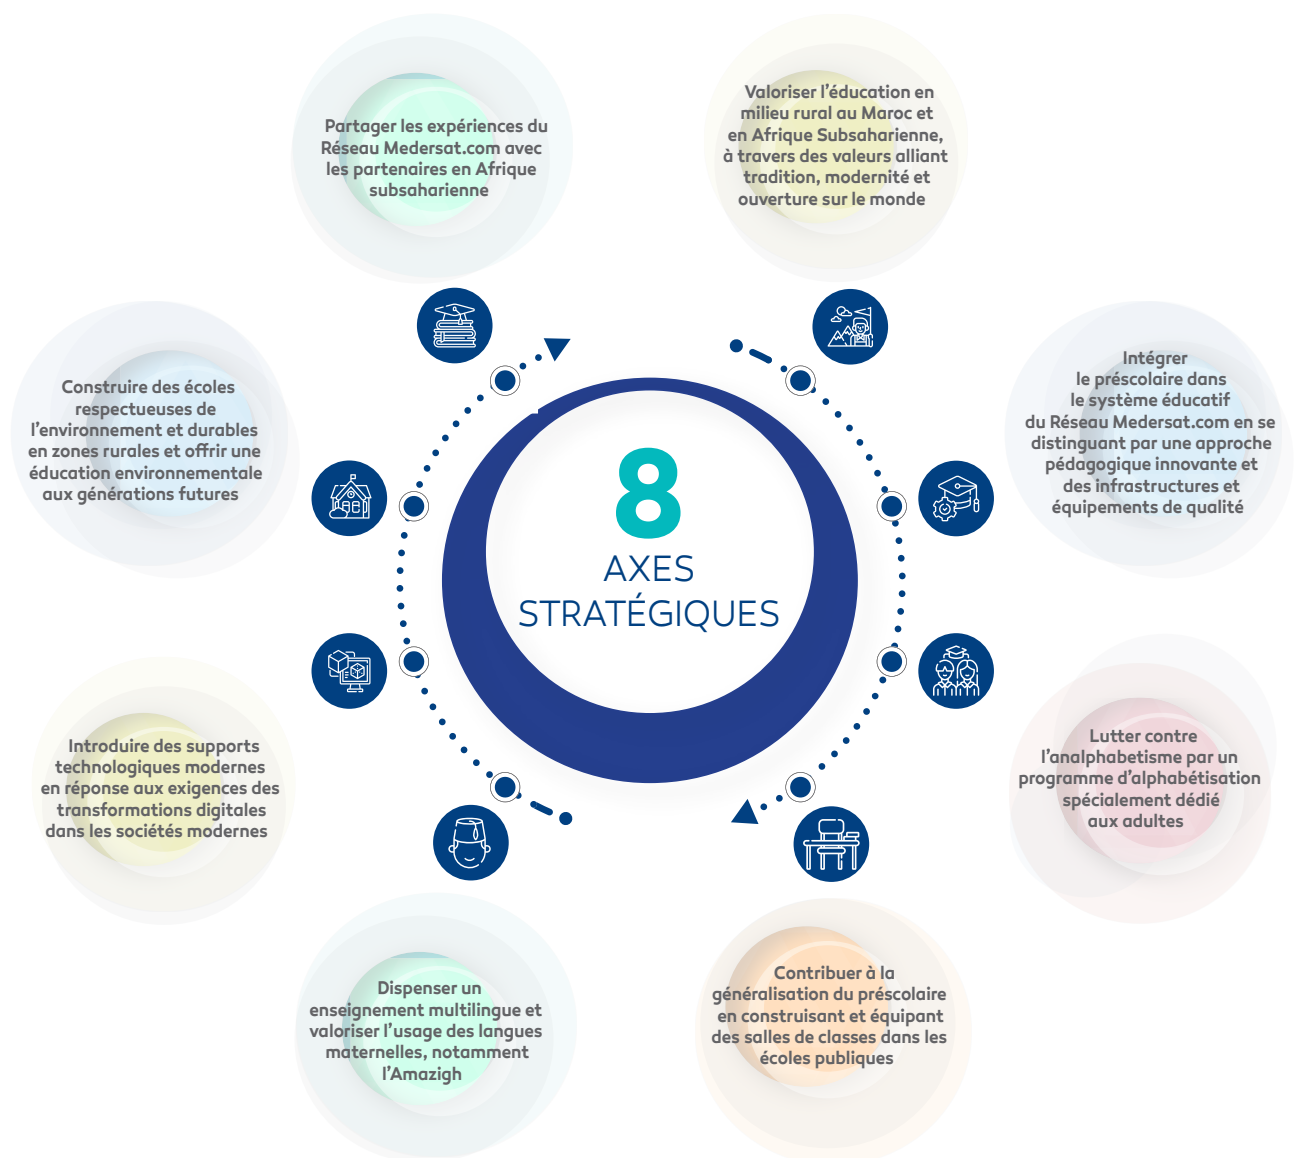 Partager les expériences du
Réseau Medersat.com avec
les partenaires en Afrique
subsaharienne
Valoriser l'éducation en
milieu rural au Maroc et
en Afrique Subsaharienne,
à travers des valeurs alliant
tradition, modernité et
ouverture sur le monde
Construire des écoles
respectueuses de
l'environnement et durables
en zones rurales et offrir une
éducation environnementale
aux générations futures
Intégrer
le préscolaire dans
le système éducatif
du Réseau Medersat.com en se
distinguant par une approche
pédagogique innovante et
des infrastructures et
équipements de qualité
8
AXES
STRATÉGIQUES
Introduire des supports
technologiques modernes
en réponse aux exigences des
transformations digitales
dans les sociétés modernes
Lutter contre
l'analphabetisme par un
programme d'alphabétisation
spécialement dédié
aux adultes
Dispenser un
enseignement multilingue et
valoriser l'usage des langues
maternelles, notamment
l'Amazigh
Contribuer à la
généralisation du préscolaire
en construisant et équipant
des salles de classes dans les
écoles publiques